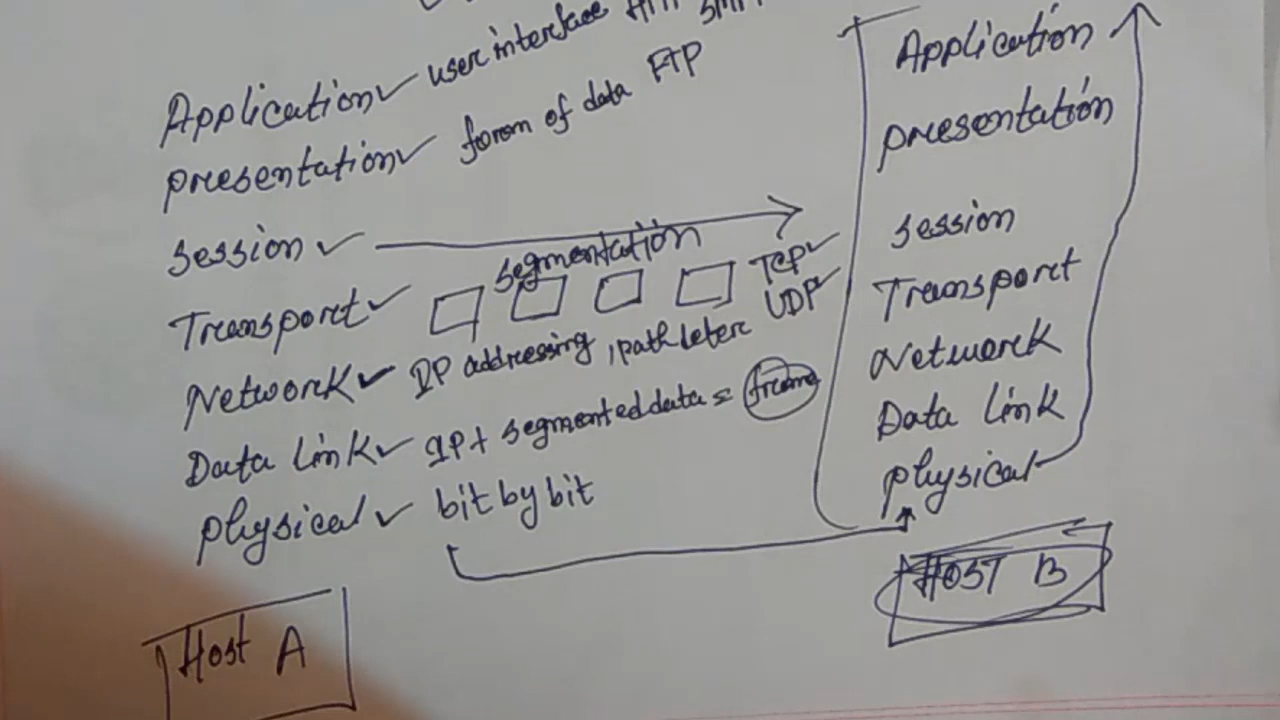 Application user interface
presentation form of data FTP
session
segmentation
Transport TCP
UDP
Network IP addressing, path deter
Data Link IP+ segmented data = frame
physical bit by bit
Host A
Application
presentation
session
Transport
Network
Data Link
physical
HOST B